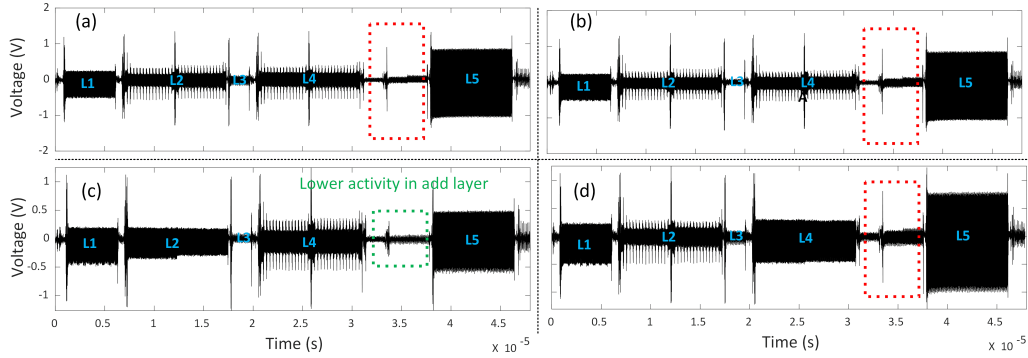 (a)
(b)
Voltage (V)
2
1
0
-1
-2
L1
L2
L3
L4
L5
L1
L2
L3
L4
A
L5
(c)
Lower activity in add layer
(d)
Voltage (V)
1
0.5
0
-0.5
-1
L1
L2
L3
L4
L5
L1
L2
L3
L4
L5
0 0.5 1 1.5 2 2.5 3 3.5 4 4.5
0 0.5 1 1.5 2 2.5 3 3.5 4 4.5
Time (s)
X 10⁻⁵
Time (s)
X 10⁻⁵